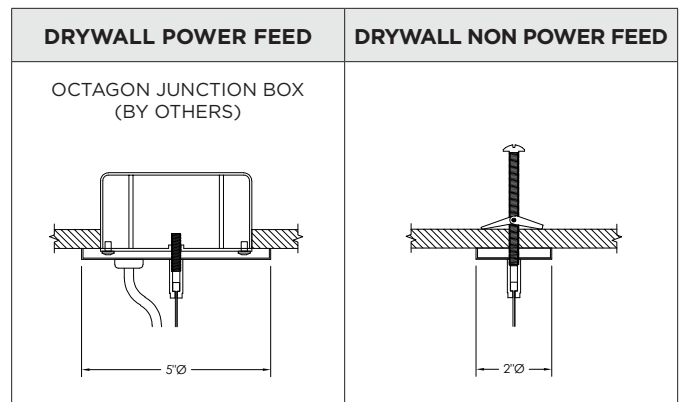 DRYWALL POWER FEED
DRYWALL NON POWER FEED
OCTAGON JUNCTION BOX
(BY OTHERS)
5"Ø
2"Ø